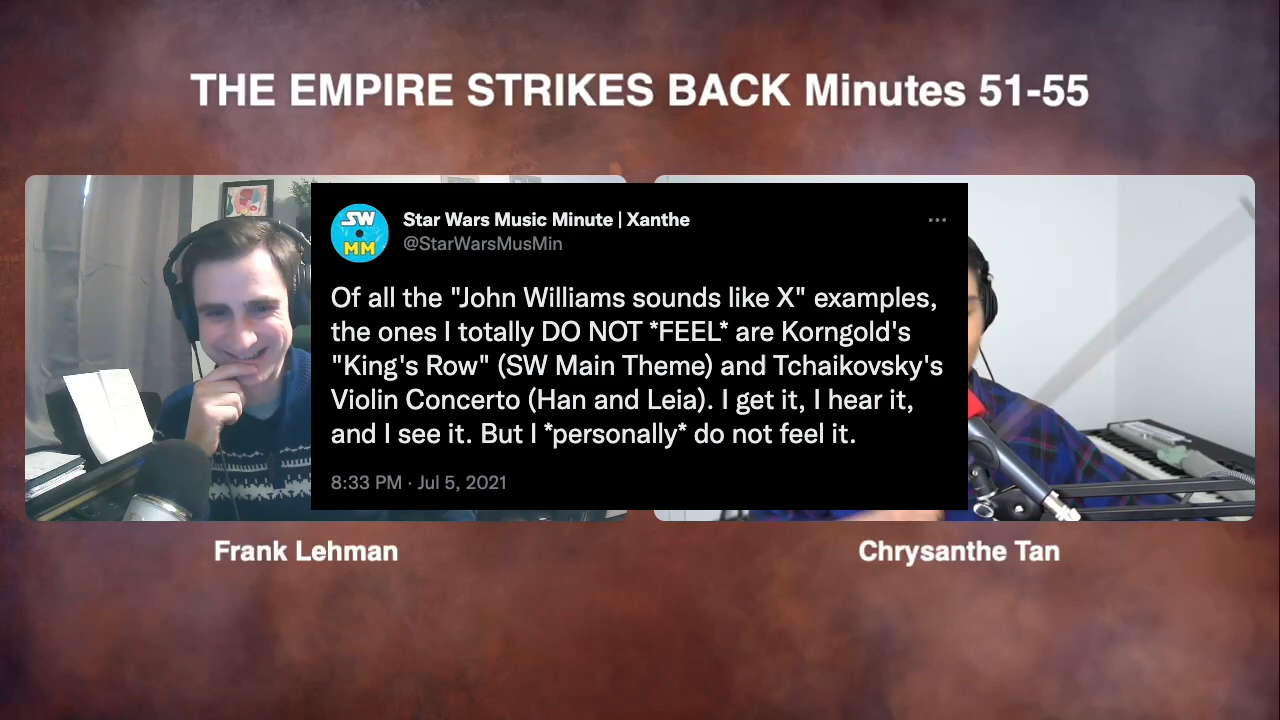 THE EMPIRE STRIKES BACK Minutes 51-55
SW
MM
Star Wars Music Minute | Xanthe
@StarWarsMusMin
Of all the "John Williams sounds like X" examples,
the ones I totally DO NOT *FEEL* are Korngold's
"King's Row" (SW Main Theme) and Tchaikovsky's
Violin Concerto (Han and Leia). I get it, I hear it,
and I see it. But I *personally* do not feel it.
8:33 PM · Jul 5, 2021
Frank Lehman
Chrysanthe Tan